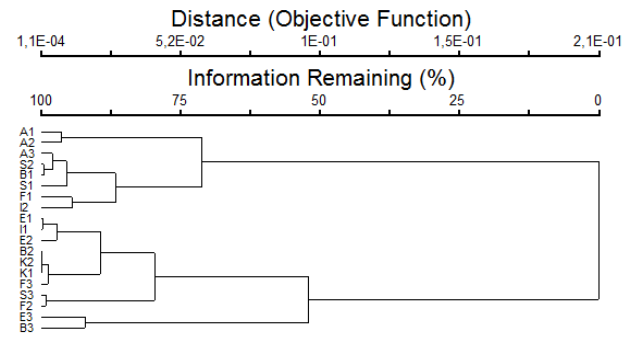 Distance (Objective Function)
1,1E-04 5,2E-02 1E-01 1,5E-01 2,1E-01
Information Remaining (%)
100 75 50 25 0
A1
A2
A3
S2
B1
S1
F1
I2
E1
I1
E2
B2
K2
K1
F3
S3
F2
E3
B3